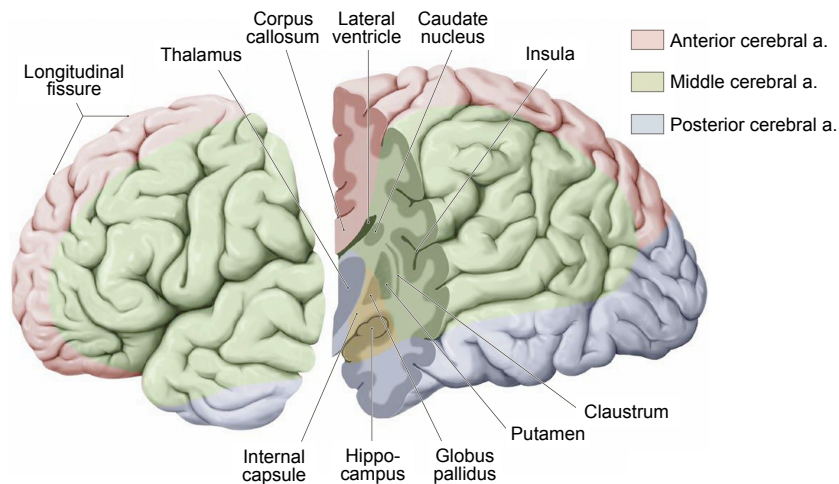 Corpus
callosum
Lateral
ventricle
Caudate
nucleus
Thalamus
Insula
Longitudinal
fissure
Anterior cerebral a.
Middle cerebral a.
Posterior cerebral a.
Claustrum
Putamen
Internal
capsule
Hippo-
campus
Globus
pallidus